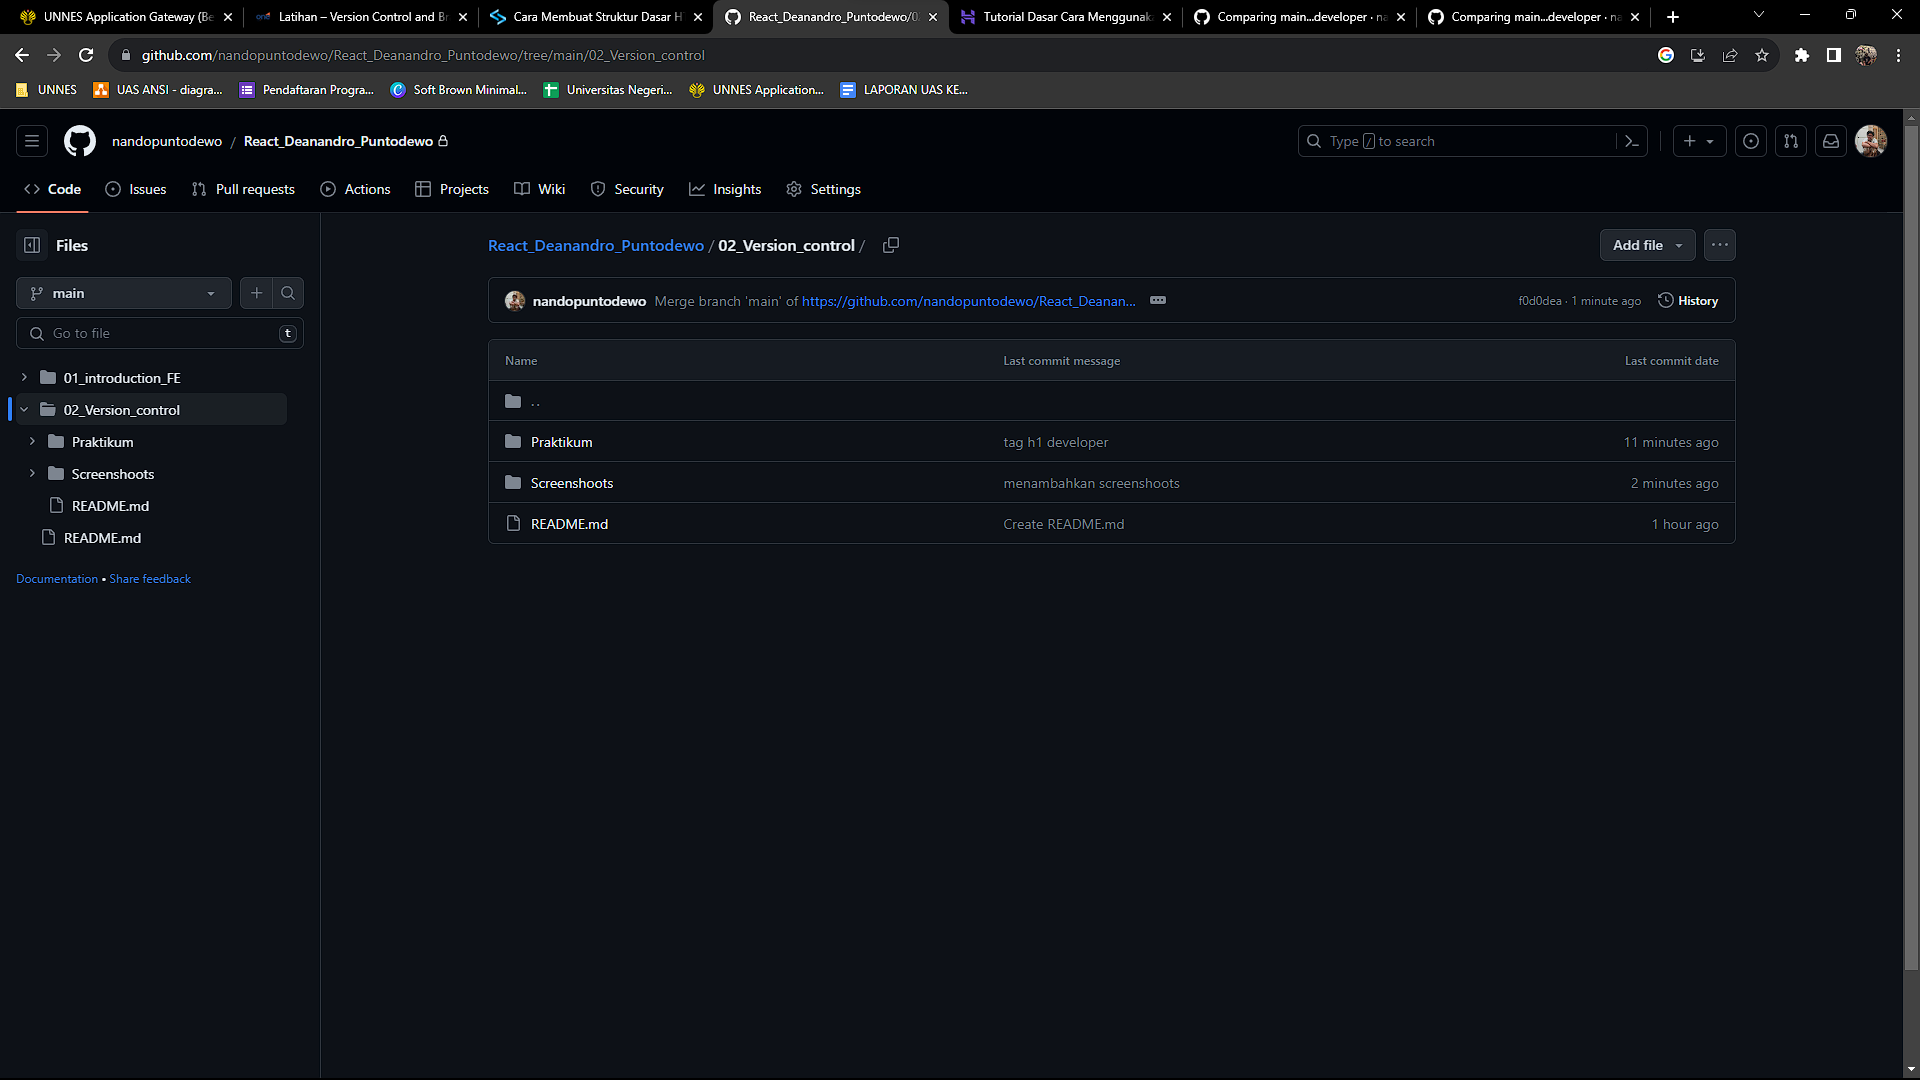 UNNES Application Gateway (Be
Latihan – Version Control and Br
Cara Membuat Struktur Dasar H
React_Deanandro_Puntodewo/02
Tutorial Dasar Cara Menggunak
Comparing main...developer · na
Comparing main...developer · na
github.com/nandopuntodewo/React_Deanandro_Puntodewo/tree/main/02_Version_control
UNNES
UAS ANSI - diagra...
Pendaftaran Progra...
Soft Brown Minimal...
Universitas Negeri...
UNNES Application...
LAPORAN UAS KE...
nandopuntodewo / React_Deanandro_Puntodewo
Type / to search
Code
Issues
Pull requests
Actions
Projects
Wiki
Security
Insights
Settings
Files
main
Go to file
t
01_introduction_FE
02_Version_control
Praktikum
Screenshoots
README.md
README.md
Documentation • Share feedback
React_Deanandro_Puntodewo / 02_Version_control /
Add file
nandopuntodewo Merge branch 'main' of https://github.com/nandopuntodewo/React_Deanan...
f0d0dea · 1 minute ago
History
Name Last commit message Last commit date
..
Praktikum tag h1 developer 11 minutes ago
Screenshoots menambahkan screenshoots 2 minutes ago
README.md Create README.md 1 hour ago